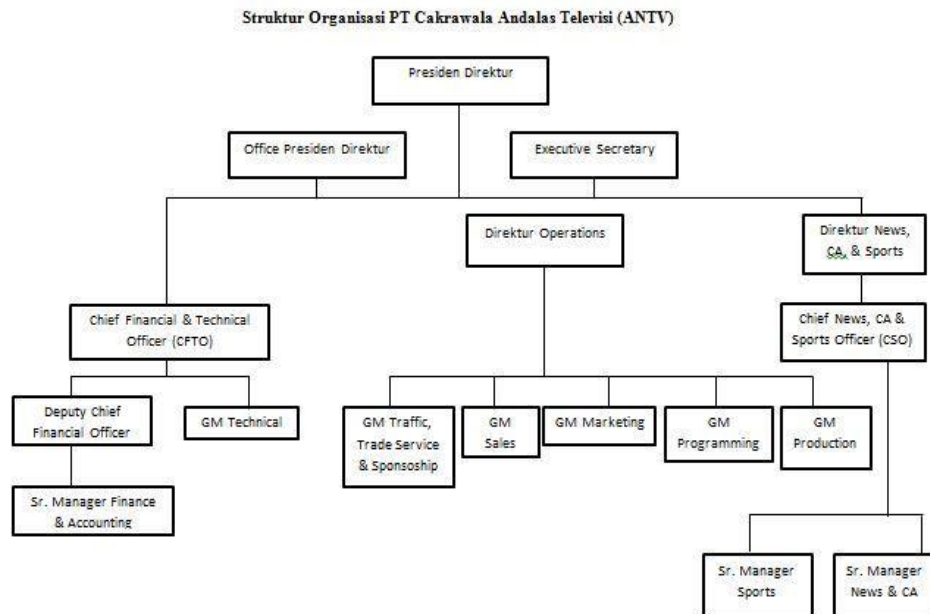 Struktur Organisasi PT Cakrawala Andalas Televisi (ANTV)
Presiden Direktur
Office Presiden Direktur
Executive Secretary
Direktur Operations
Direktur News,
CA, & Sports
Chief Financial & Technical
Officer (CFTO)
Chief News, CA &
Sports Officer (CSO)
Deputy Chief
Financial Officer
GM Technical
GM Traffic,
Trade Service
& Sponsoship
GM
Sales
GM Marketing
GM
Programming
GM
Production
Sr. Manager Finance
& Accounting
Sr. Manager
Sports
Sr. Manager
News & CA